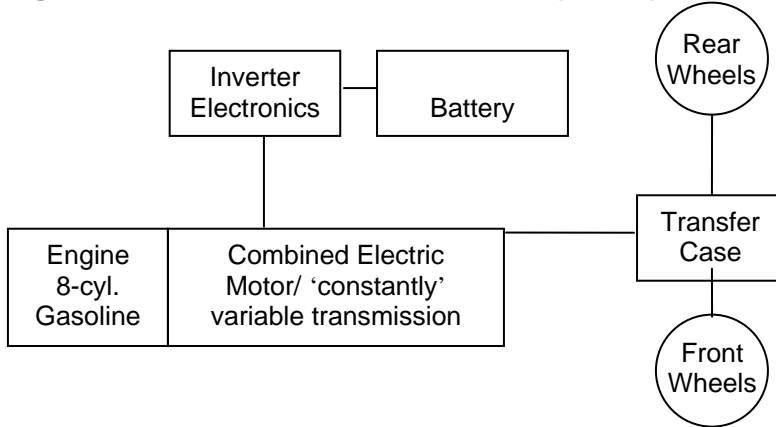 Rear
Wheels
Inverter
Electronics
Battery
Transfer
Case
Engine
8-cyl.
Gasoline
Combined Electric
Motor/ ‘constantly’
variable transmission
Front
Wheels